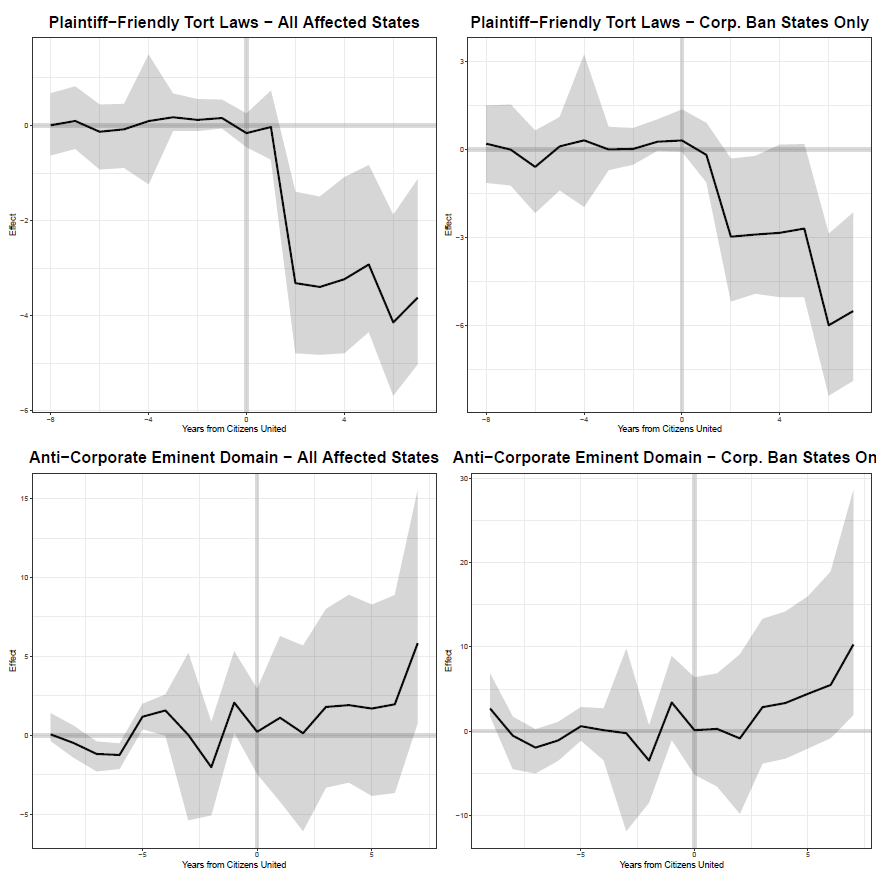 Plaintiff−Friendly Tort Laws − All Affected States
0
−2
−4
−6
Effect
−8
−4
0
4
Years from Citizens United
Plaintiff−Friendly Tort Laws − Corp. Ban States Only
3
0
−3
−6
Effect
−8
−4
0
4
Years from Citizens United
Anti−Corporate Eminent Domain − All Affected States
15
10
5
0
−5
Effect
−5
0
5
Years from Citizens United
Anti−Corporate Eminent Domain − Corp. Ban States On
30
20
10
0
−10
Effect
−5
0
5
Years from Citizens United